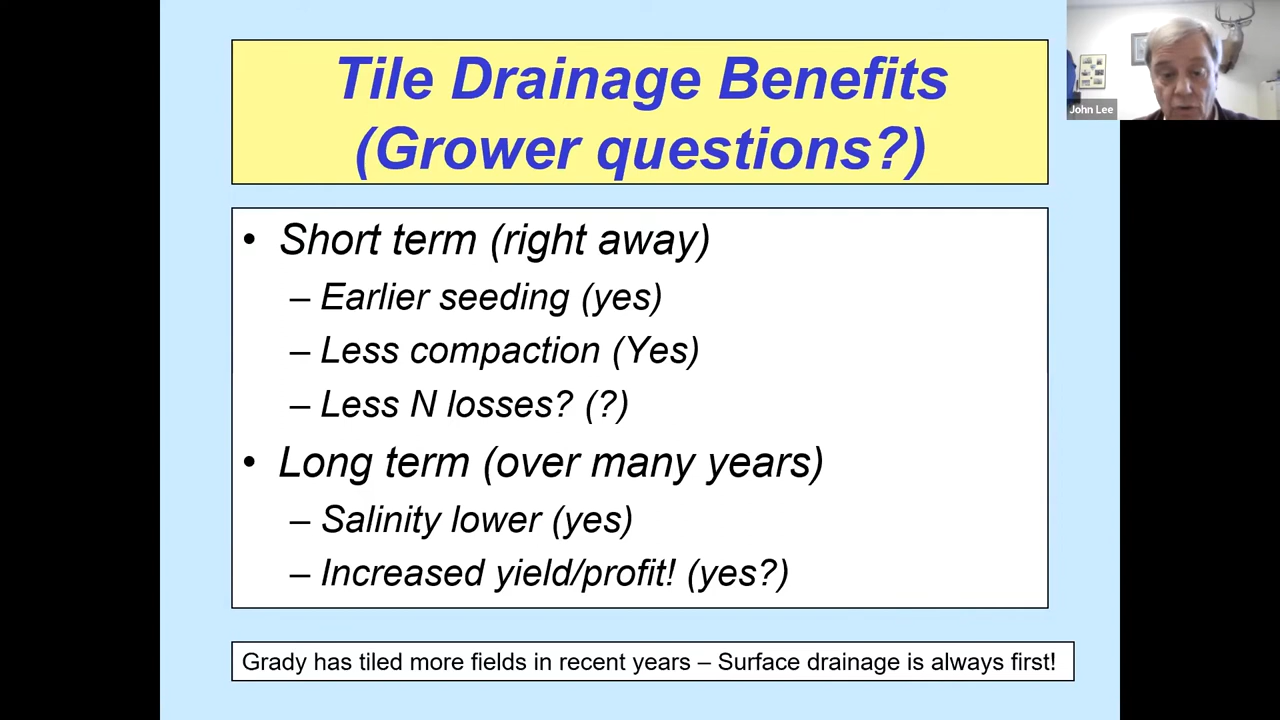 Tile Drainage Benefits
(Grower questions?)
John Lee
• Short term (right away)
– Earlier seeding (yes)
– Less compaction (Yes)
– Less N losses? (?)
• Long term (over many years)
– Salinity lower (yes)
– Increased yield/profit! (yes?)
Grady has tiled more fields in recent years – Surface drainage is always first!